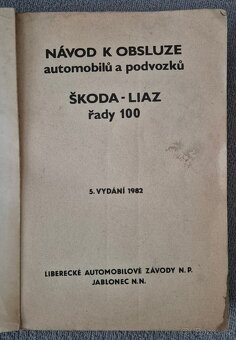 NÁVOD K OBSLUZE
automobilů a podvozků
ŠKODA - LIAZ
řady 100
5. VYDÁNÍ 1982
LIBERECKÉ AUTOMOBILOVÉ ZÁVODY N. P.
JABLONEC N. N.